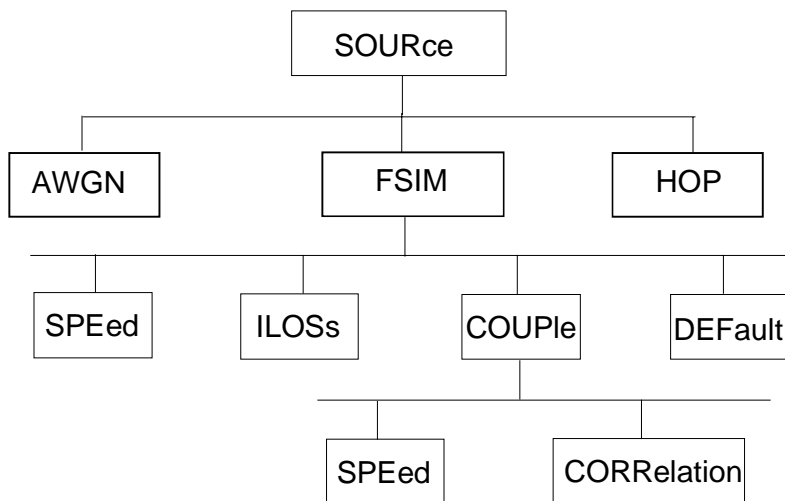 SOURce
AWGN
FSIM
HOP
SPEed
ILOSs
COUPle
DEFault
SPEed
CORRelation